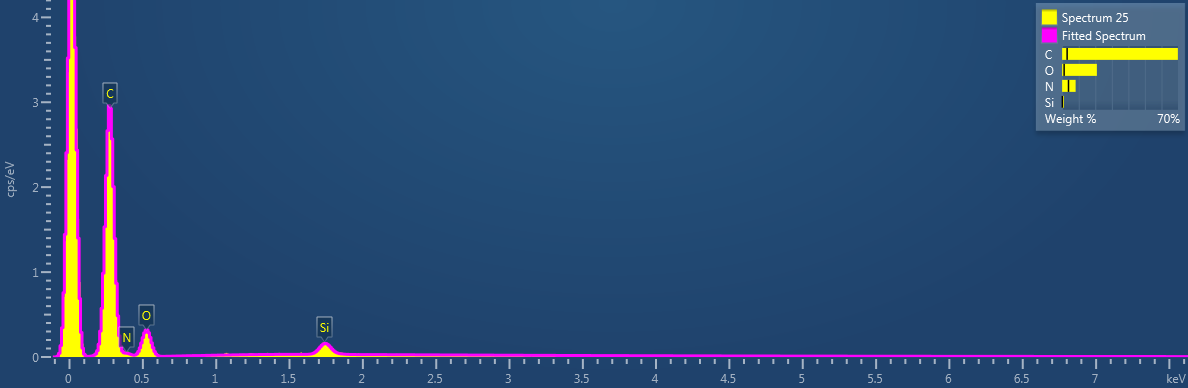 4
Spectrum 25
Fitted Spectrum
C
C
O
N
3
Si
Weight % 70%
cps/eV
2
1
O
Si
N
0
0 0.5 1 1.5 2 2.5 3 3.5 4 4.5 5 5.5 6 6.5 7 keV